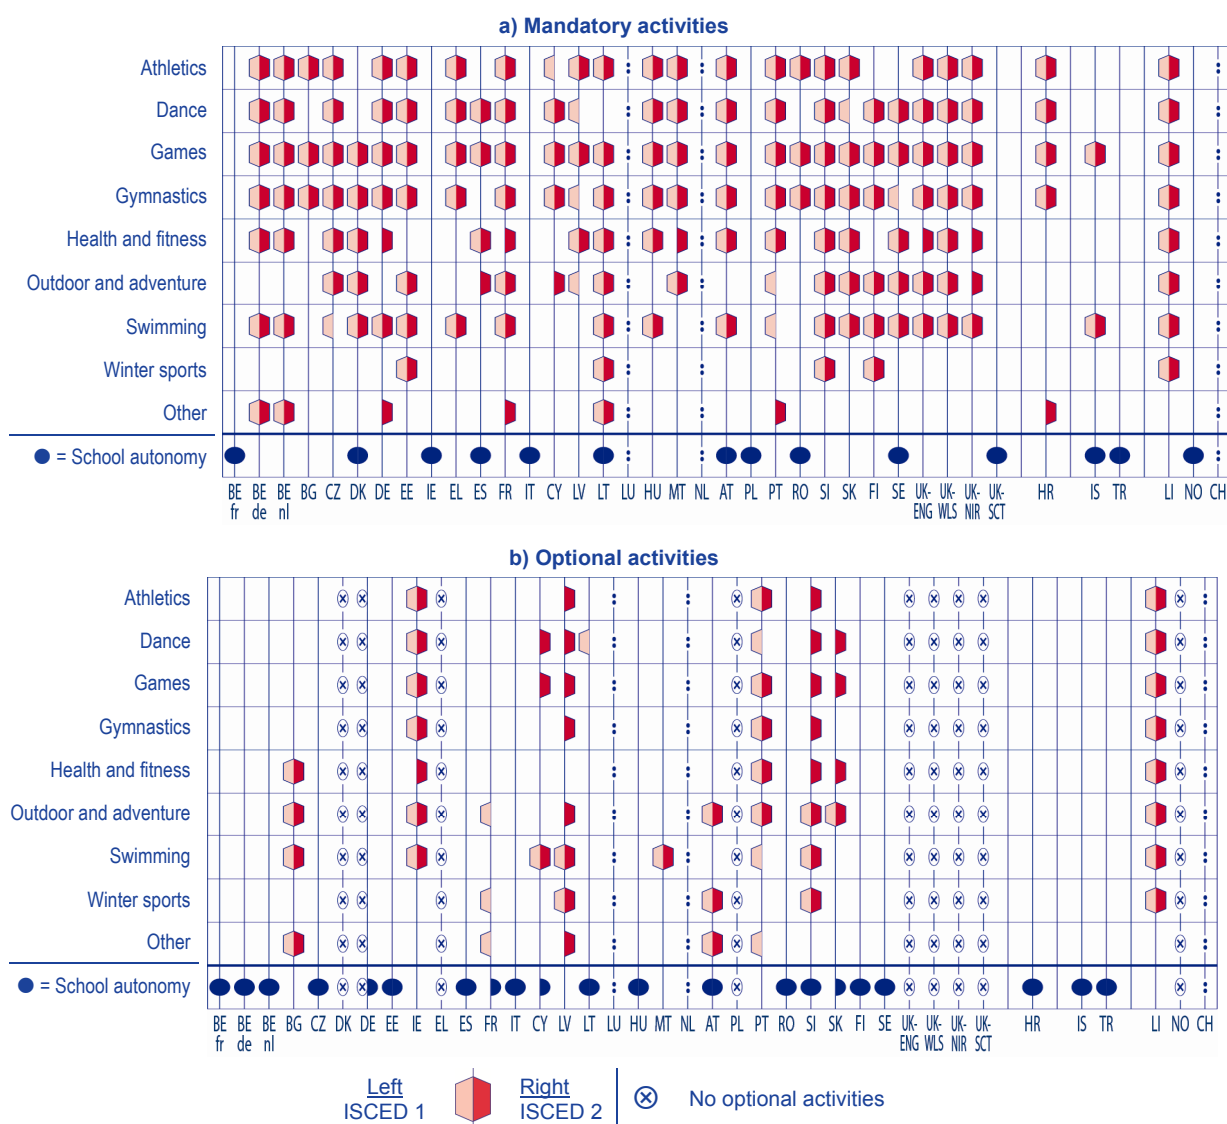 a) Mandatory activities
Athletics
Dance
Games
Gymnastics
Health and fitness
Outdoor and adventure
Swimming
Winter sports
Other
= School autonomy
BE fr BE de BE nl BG CZ DK DE EE IE EL ES FR IT CY LV LT LU HU MT NL AT PL PT RO SI SK FI SE UK-ENG UK-WLS UK-NIR UK-SCT HR IS TR LI NO CH
b) Optional activities
Athletics
Dance
Games
Gymnastics
Health and fitness
Outdoor and adventure
Swimming
Winter sports
Other
= School autonomy
BE fr BE de BE nl BG CZ DK DE EE IE EL ES FR IT CY LV LT LU HU MT NL AT PL PT RO SI SK FI SE UK-ENG UK-WLS UK-NIR UK-SCT HR IS TR LI NO CH
Left Right
ISCED 1 ISCED 2 No optional activities